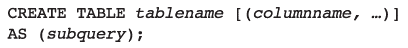 CREATE TABLE tablename [(columnname, …)]
AS (subquery);